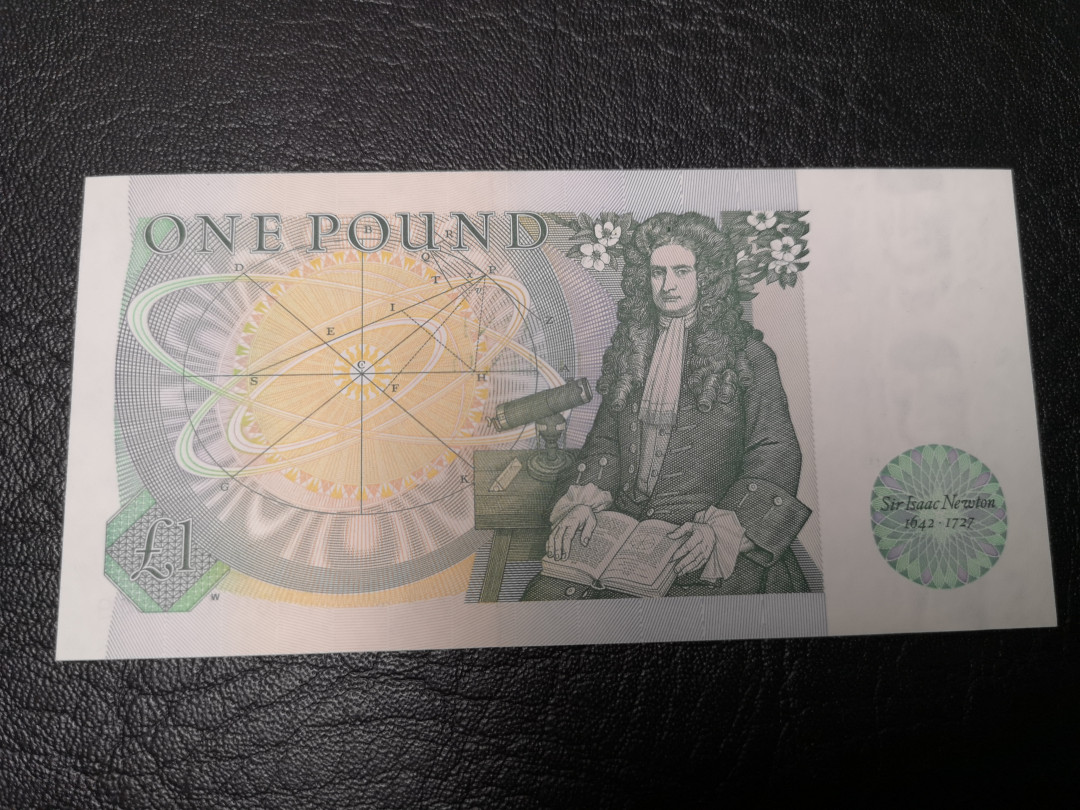 ONE POUND
B
R
Q
D
T
X
P
I
Z
E
C
S
F
H
A
G
K
£1
W
Sir Isaac Newton
1642 · 1727